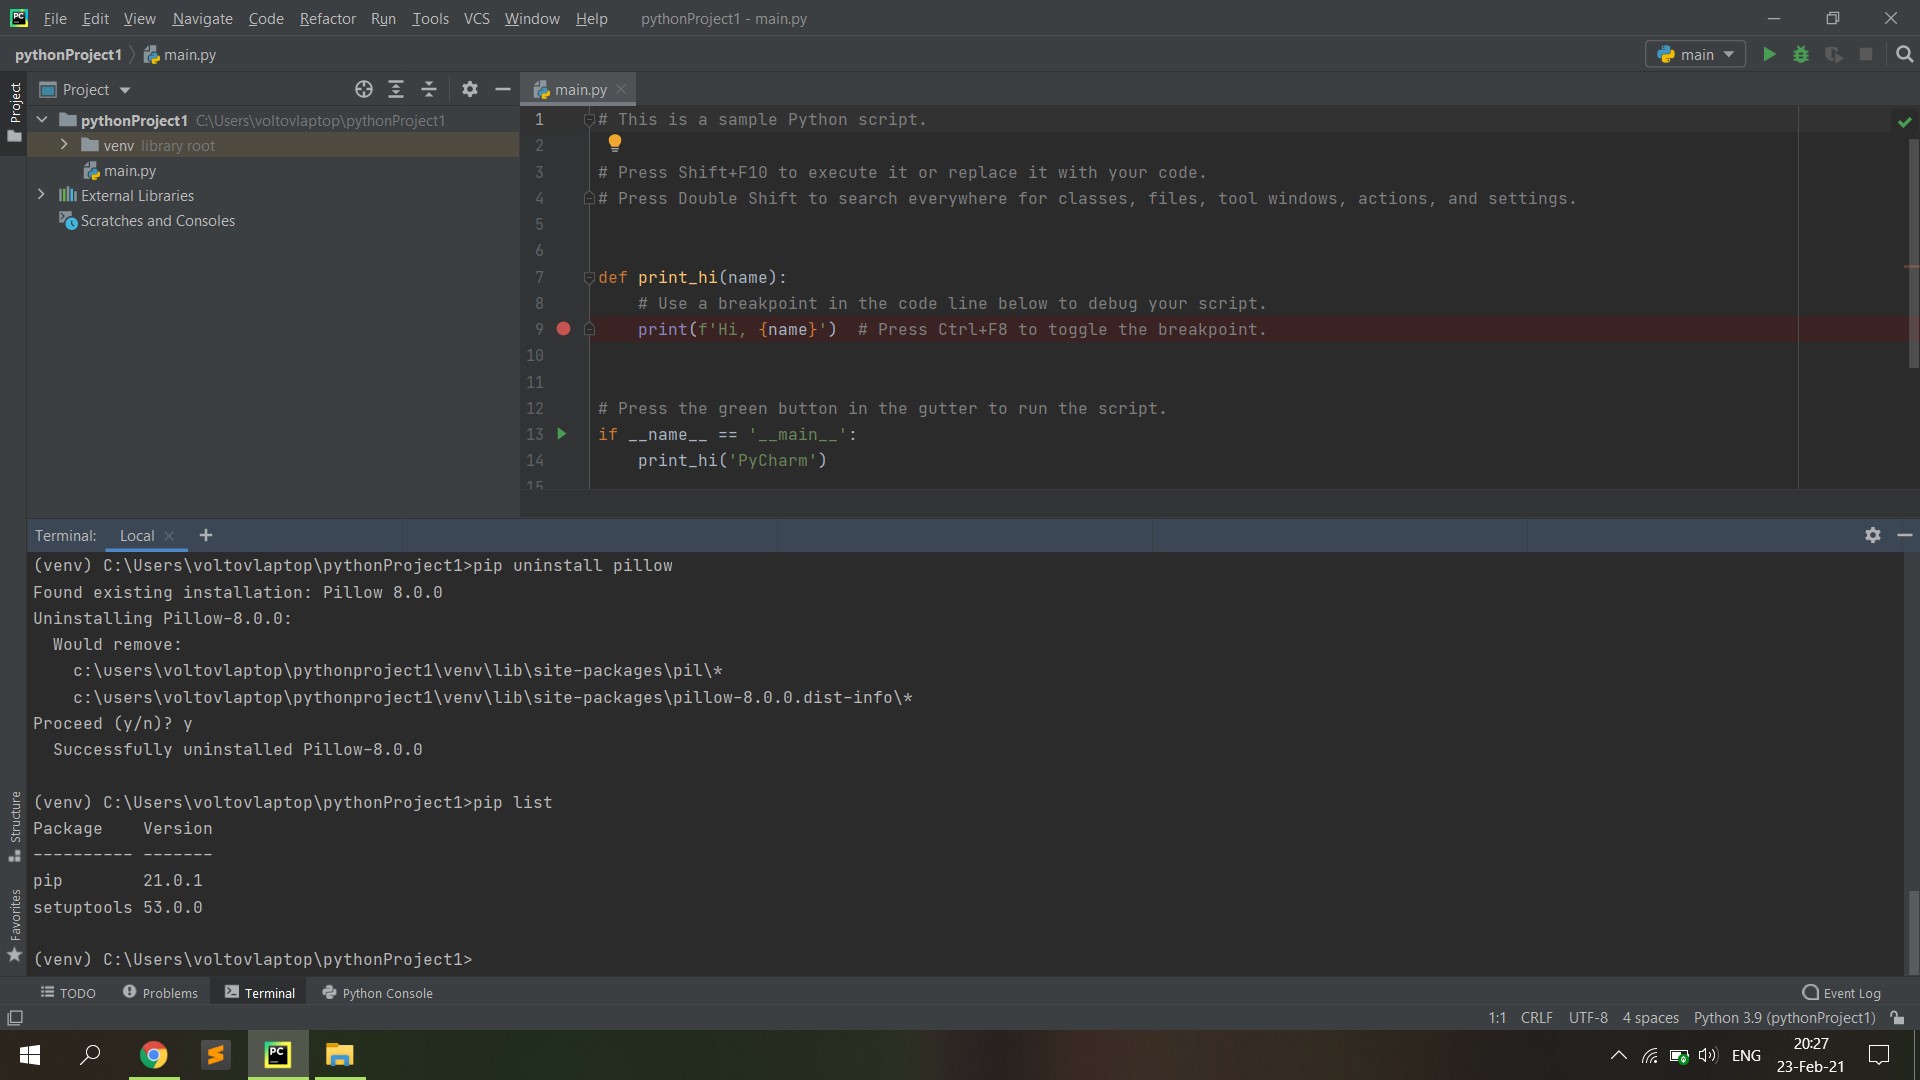 File Edit View Navigate Code Refactor Run Tools VCS Window Help pythonProject1 - main.py
pythonProject1 main.py main
Project
Project main.py
pythonProject1 C:\Users\voltovlaptop\pythonProject1
venv library root
main.py
External Libraries
Scratches and Consoles
1 # This is a sample Python script.
2
3 # Press Shift+F10 to execute it or replace it with your code.
4 # Press Double Shift to search everywhere for classes, files, tool windows, actions, and settings.
5
6
7 def print_hi(name):
8 # Use a breakpoint in the code line below to debug your script.
9 print(f'Hi, {name}') # Press Ctrl+F8 to toggle the breakpoint.
10
11
12 # Press the green button in the gutter to run the script.
13 if __name__ == '__main__':
14 print_hi('PyCharm')
15
Terminal: Local
(venv) C:\Users\voltovlaptop\pythonProject1>pip uninstall pillow
Found existing installation: Pillow 8.0.0
Uninstalling Pillow-8.0.0:
Would remove:
c:\users\voltovlaptop\pythonproject1\venv\lib\site-packages\pil\*
c:\users\voltovlaptop\pythonproject1\venv\lib\site-packages\pillow-8.0.0.dist-info\*
Proceed (y/n)? y
Successfully uninstalled Pillow-8.0.0
(venv) C:\Users\voltovlaptop\pythonProject1>pip list
Package Version
---------- -------
pip 21.0.1
setuptools 53.0.0
(venv) C:\Users\voltovlaptop\pythonProject1>
Structure
Favorites
TODO Problems Terminal Python Console Event Log
1:1 CRLF UTF-8 4 spaces Python 3.9 (pythonProject1)
PC
ENG
20:27
23-Feb-21